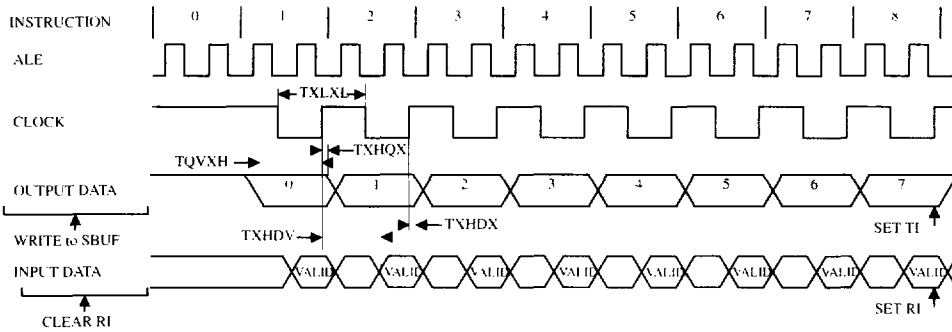 INSTRUCTION 0 1 2 3 4 5 6 7 8
ALE
TXLXL
CLOCK
TXHQX
TQVXH
OUTPUT DATA 0 1 2 3 4 5 6 7
WRITE to SBUF
TXHDV
TXHDX
SET TI
INPUT DATA VALID VALID VALID VALID VALID VALID VALID VALID
CLEAR RI
SET RI